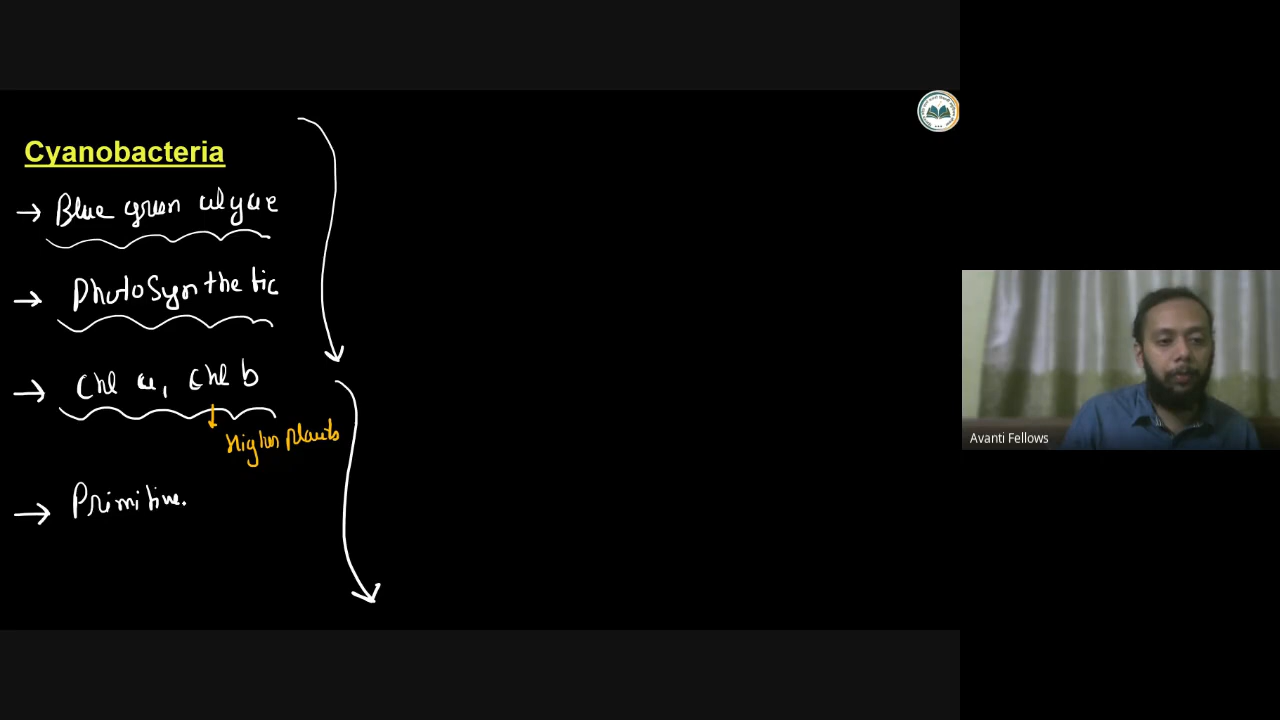 Cyanobacteria
→ Blue green algae
→ Photosynthetic
→ Chl a, Chl b
Higher plants
→ Primitive.
Avanti Fellows